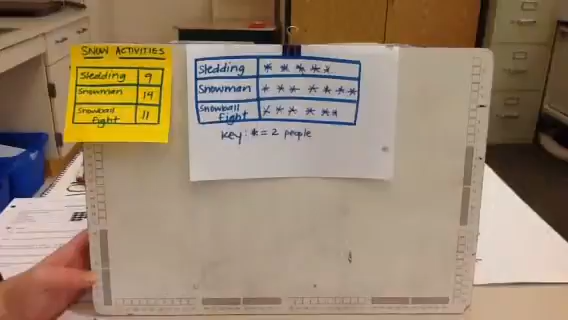 SNOW ACTIVITIES
Sledding 9
Snowman 14
Snowball fight 11
Sledding * * * * *
Snowman * * * * * * *
Snowball fight * * * * * *
Key: * = 2 people